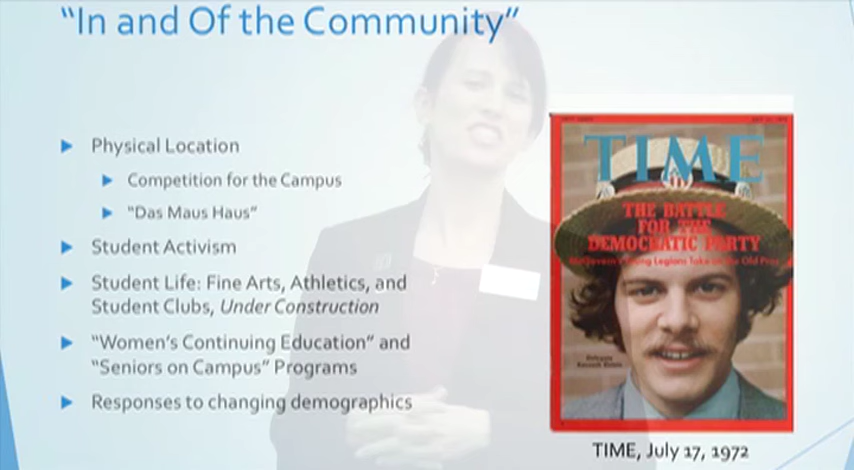 "In and Of the Community"
Physical Location
Competition for the Campus
"Das Maus Haus"
Student Activism
Student Life: Fine Arts, Athletics, and
Student Clubs, Under Construction
"Women's Continuing Education" and
"Seniors on Campus" Programs
Responses to changing demographics
TIME
THE BATTLE
FOR THE
DEMOCRATIC PARTY
Legions Take on the Old Pros
Delegate
TIME, July 17, 1972